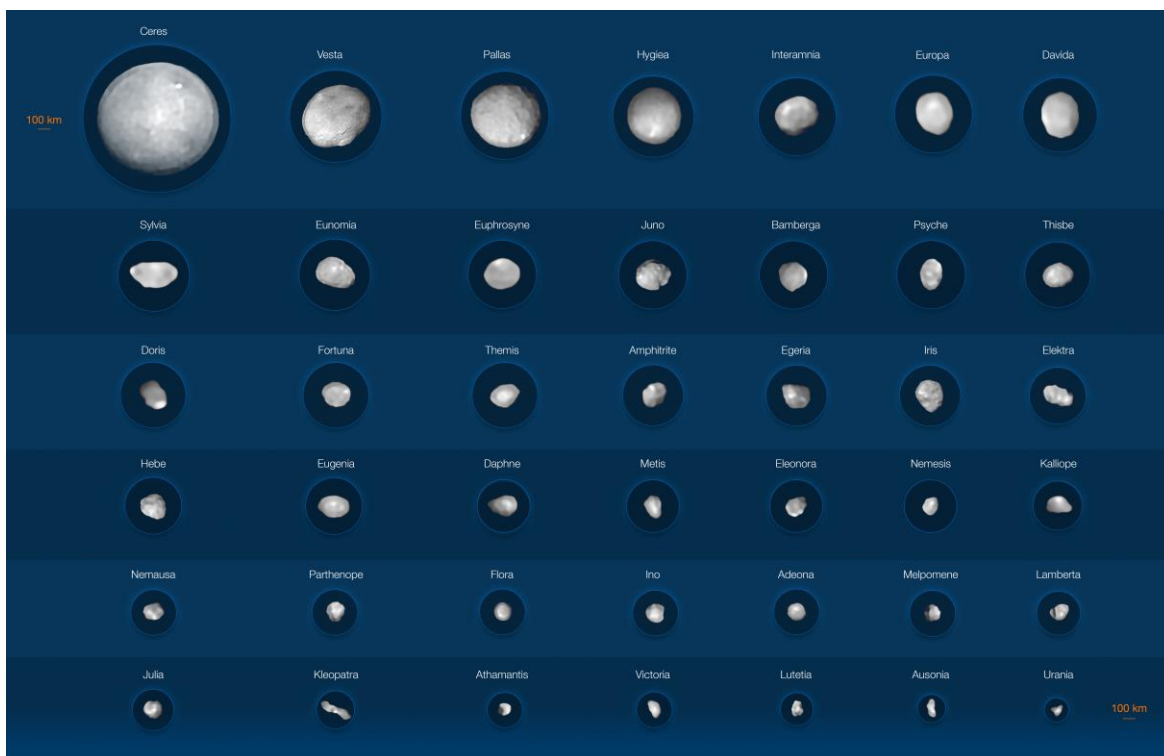 Ceres
Vesta Pallas Hygiea Interamnia Europa Davida
100 km
Sylvia Eunomia Euphrosyne Juno Bamberga Psyche Thisbe
Doris Fortuna Themis Amphitrite Egeria Iris Elektra
Hebe Eugenia Daphne Metis Eleonora Nemesis Kalliope
Nemausa Parthenope Flora Ino Adeona Melpomene Lamberta
Julia Kleopatra Athamantis Victoria Lutetia Ausonia Urania
100 km